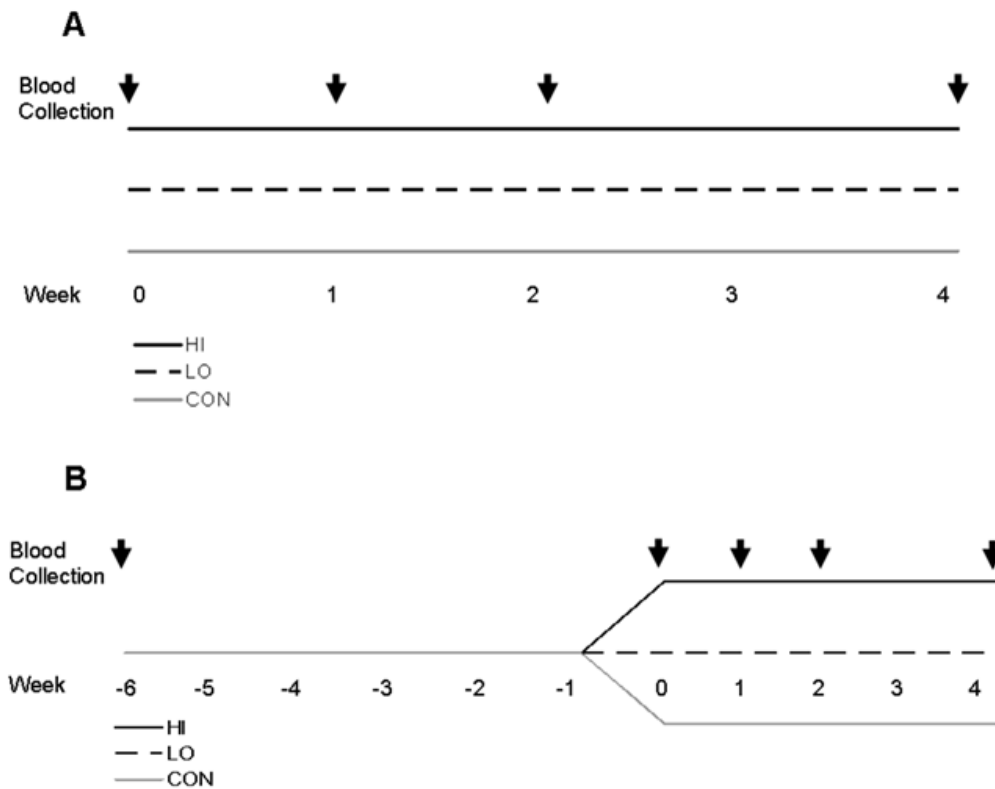 A
Blood
Collection
Week 0 1 2 3 4
HI
LO
CON
B
Blood
Collection
Week -6 -5 -4 -3 -2 -1 0 1 2 3 4
HI
LO
CON